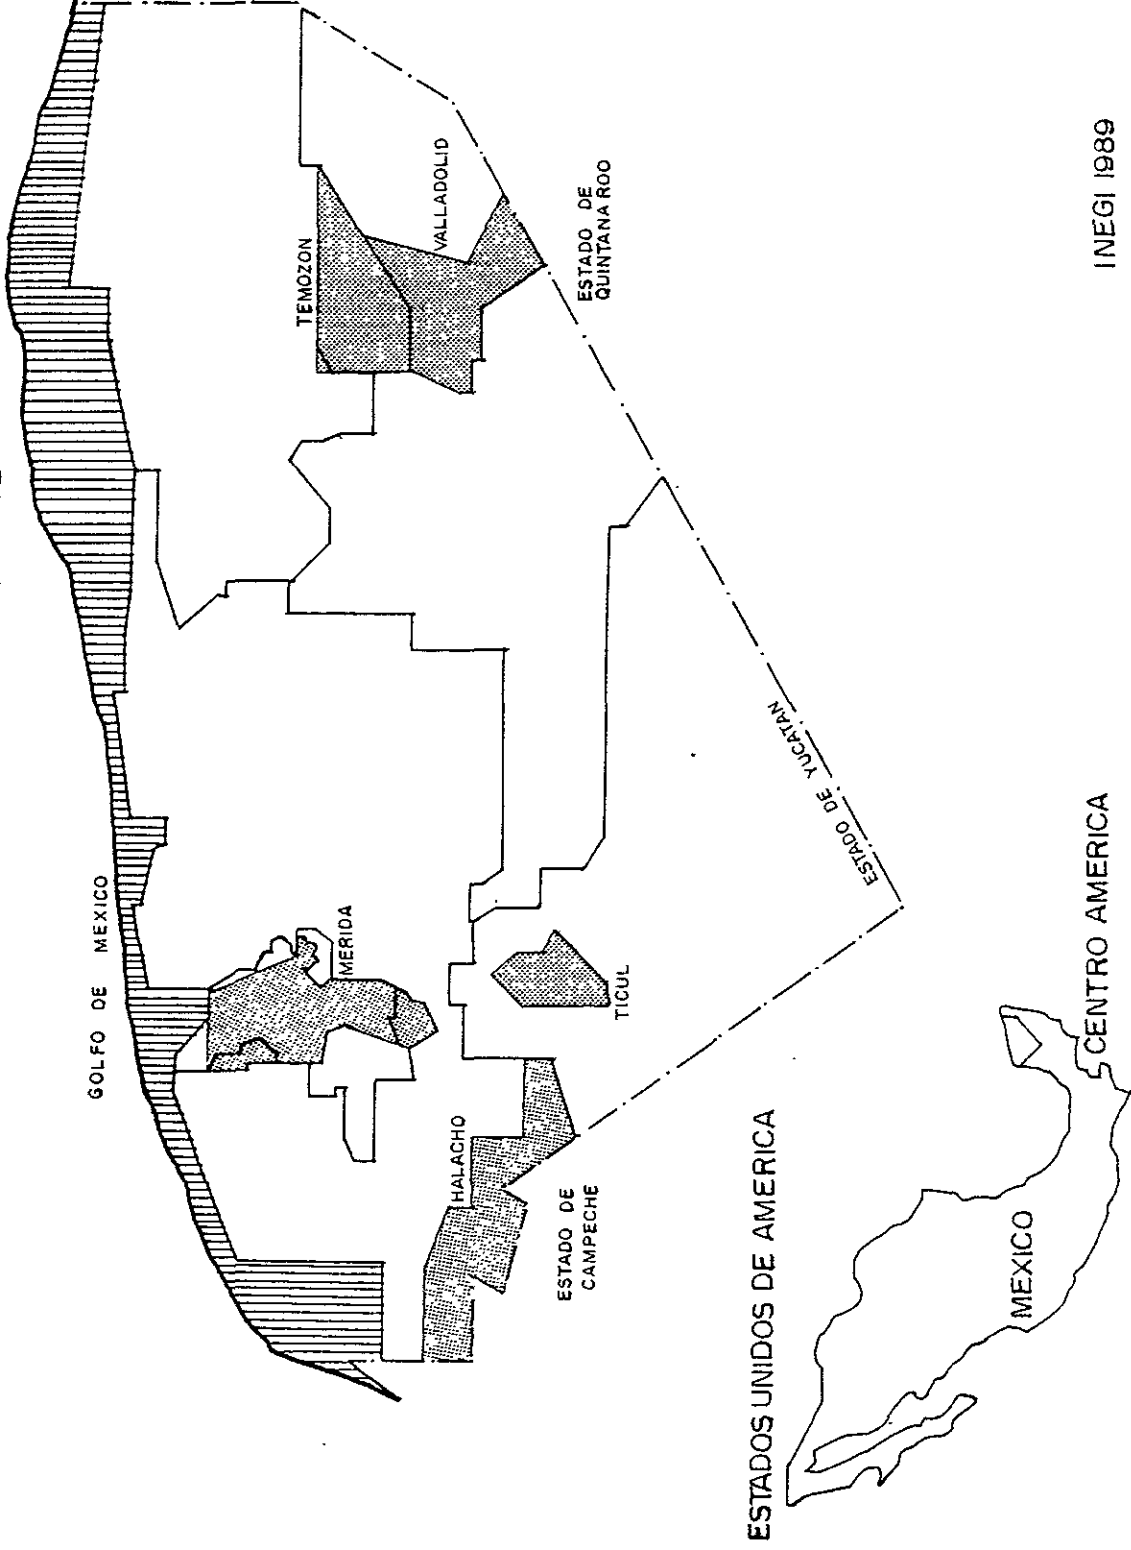 GOLFO DE MEXICO
TEMOZON
VALLADOLID
MERIDA
HALACHO
TICUL
ESTADO DE
QUINTANA ROO
ESTADO DE
CAMPECHE
ESTADO DE YUCATAN
ESTADOS UNIDOS DE AMERICA
MEXICO
CENTRO AMERICA
INEGI 1989